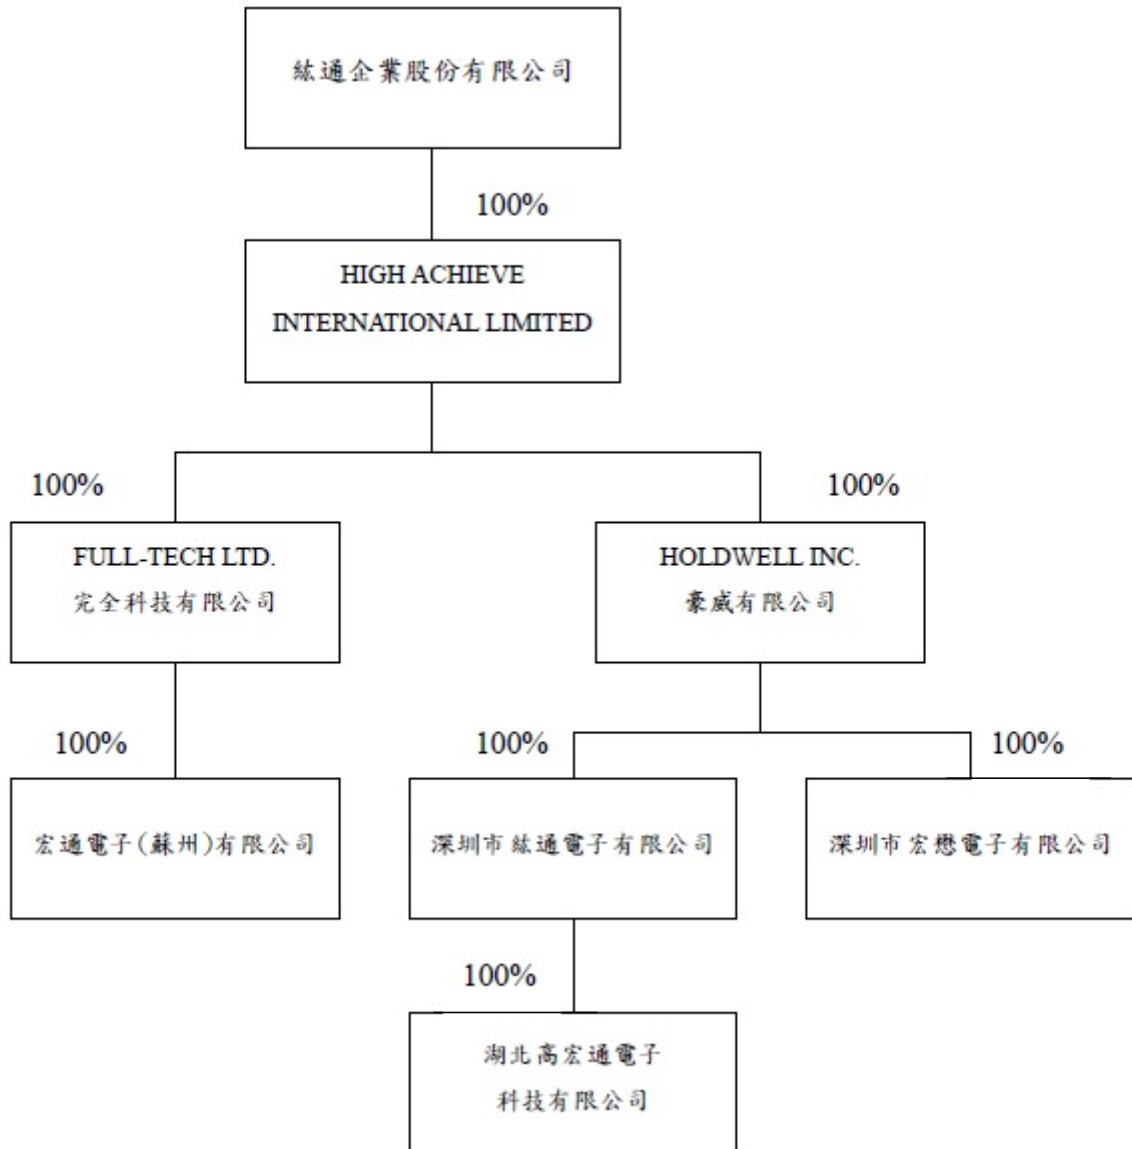 紘通企業股份有限公司
100%
HIGH ACHIEVE
INTERNATIONAL LIMITED
100%
100%
FULL-TECH LTD.
完全科技有限公司
HOLDWELL INC.
豪威有限公司
100%
100%
100%
宏通電子(蘇州)有限公司
深圳市紘通電子有限公司
深圳市宏懋電子有限公司
100%
湖北高宏通電子
科技有限公司